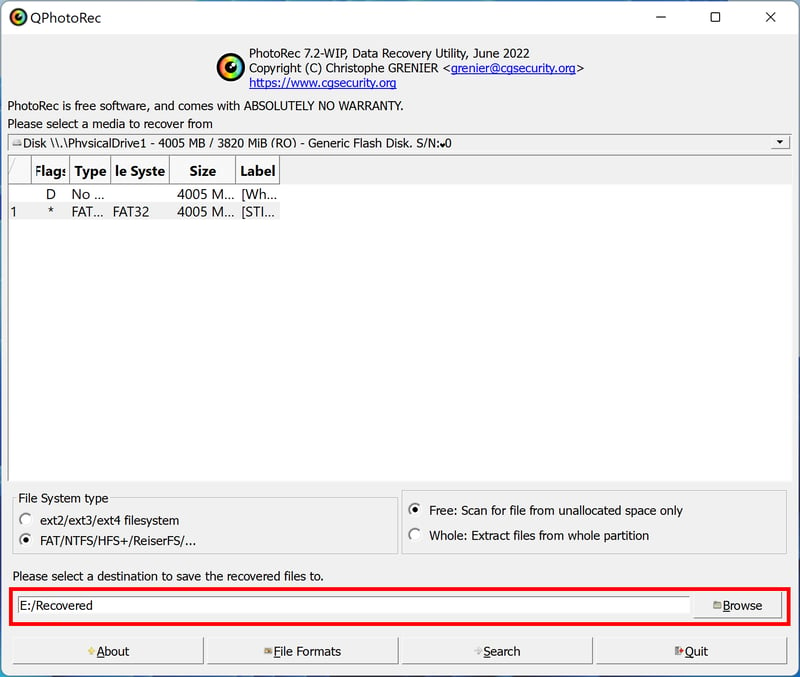 QPhotoRec
PhotoRec 7.2-WIP, Data Recovery Utility, June 2022
Copyright (C) Christophe GRENIER <grenier@cgsecurity.org>
https://www.cgsecurity.org
PhotoRec is free software, and comes with ABSOLUTELY NO WARRANTY.
Please select a media to recover from
Disk \\.\PhysicalDrive1 - 4005 MB / 3820 MiB (RO) - Generic Flash Disk. S/N:
Flags Type le Syste Size Label
D No ... 4005 M... [Wh...
1 * FAT... FAT32 4005 M... [STI...
File System type
ext2/ext3/ext4 filesystem
FAT/NTFS/HFS+/ReiserFS/...
Free: Scan for file from unallocated space only
Whole: Extract files from whole partition
Please select a destination to save the recovered files to.
E:/Recovered Browse
About File Formats Search Quit